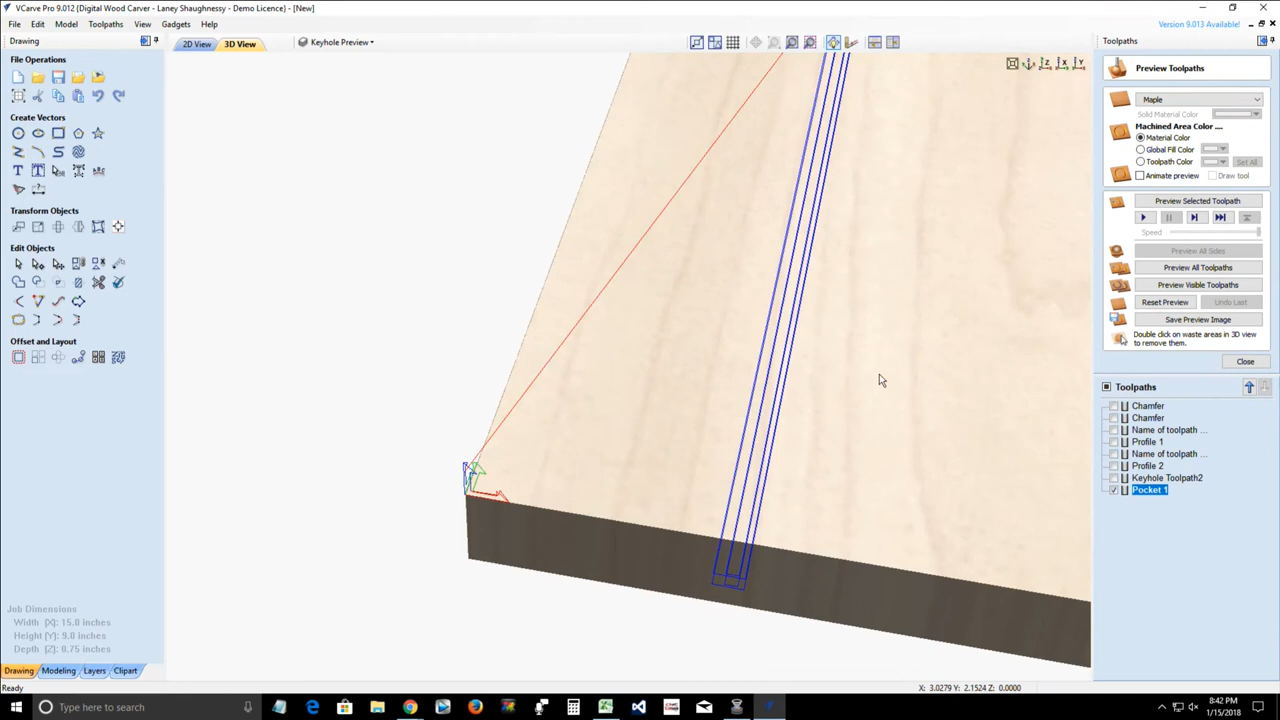 VCarve Pro 9.012 {Digital Wood Carver - Laney Shaughnessy - Demo Licence} - [New]
File Edit Model Toolpaths View Gadgets Help
Version 9.013 Available!
Drawing
2D View 3D View Keyhole Preview
Toolpaths
File Operations
Create Vectors
Transform Objects
Edit Objects
Offset and Layout
Job Dimensions
Width (X): 15.0 inches
Height (Y): 9.0 inches
Depth (Z): 0.75 inches
Drawing Modeling Layers Clipart
Ready
X: 3.0279 Y: 2.1524 Z: 0.0000
Preview Toolpaths
Maple
Solid Material Color
Machined Area Color ....
Material Color
Global Fill Color
Toolpath Color Set All
Animate preview Draw tool
Preview Selected Toolpath
Speed
Preview All Sides
Preview All Toolpaths
Preview Visible Toolpaths
Reset Preview Undo Last
Save Preview Image
Double click on waste areas in 3D view
to remove them.
Close
Toolpaths
Chamfer
Chamfer
Name of toolpath ...
Profile 1
Name of toolpath ...
Profile 2
Keyhole Toolpath2
Pocket 1
Type here to search
8:42 PM
1/15/2018